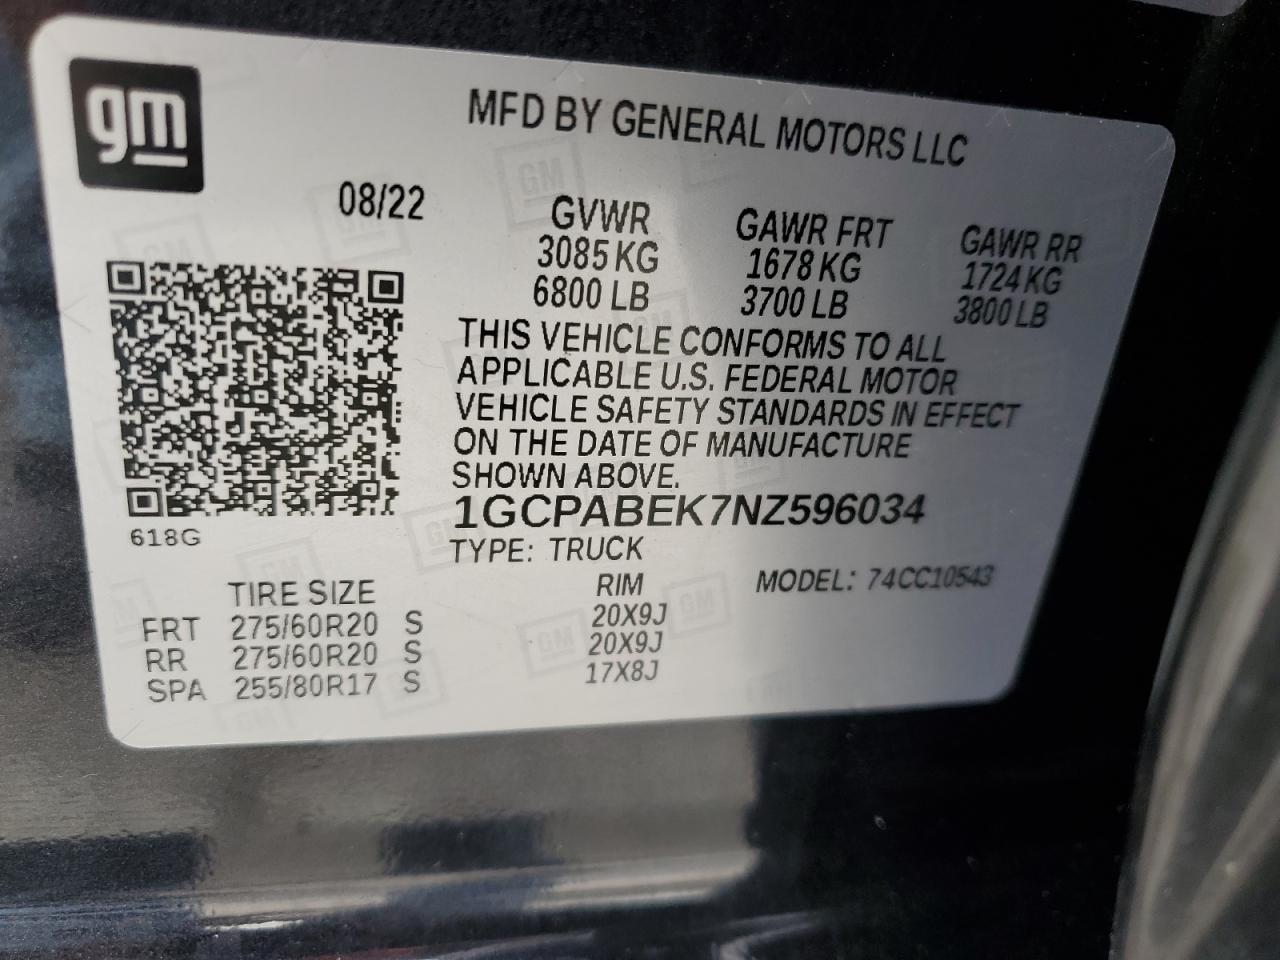 gm
MFD BY GENERAL MOTORS LLC
08/22
GVWR GAWR FRT GAWR RR
3085 KG 1678 KG 1724 KG
6800 LB 3700 LB 3800 LB
THIS VEHICLE CONFORMS TO ALL
APPLICABLE U.S. FEDERAL MOTOR
VEHICLE SAFETY STANDARDS IN EFFECT
ON THE DATE OF MANUFACTURE
SHOWN ABOVE.
1GCPABEK7NZ596034
618G
TYPE: TRUCK
MODEL: 74CC10543
TIRE SIZE RIM
FRT 275/60R20 S 20X9J
RR 275/60R20 S 20X9J
SPA 255/80R17 S 17X8J